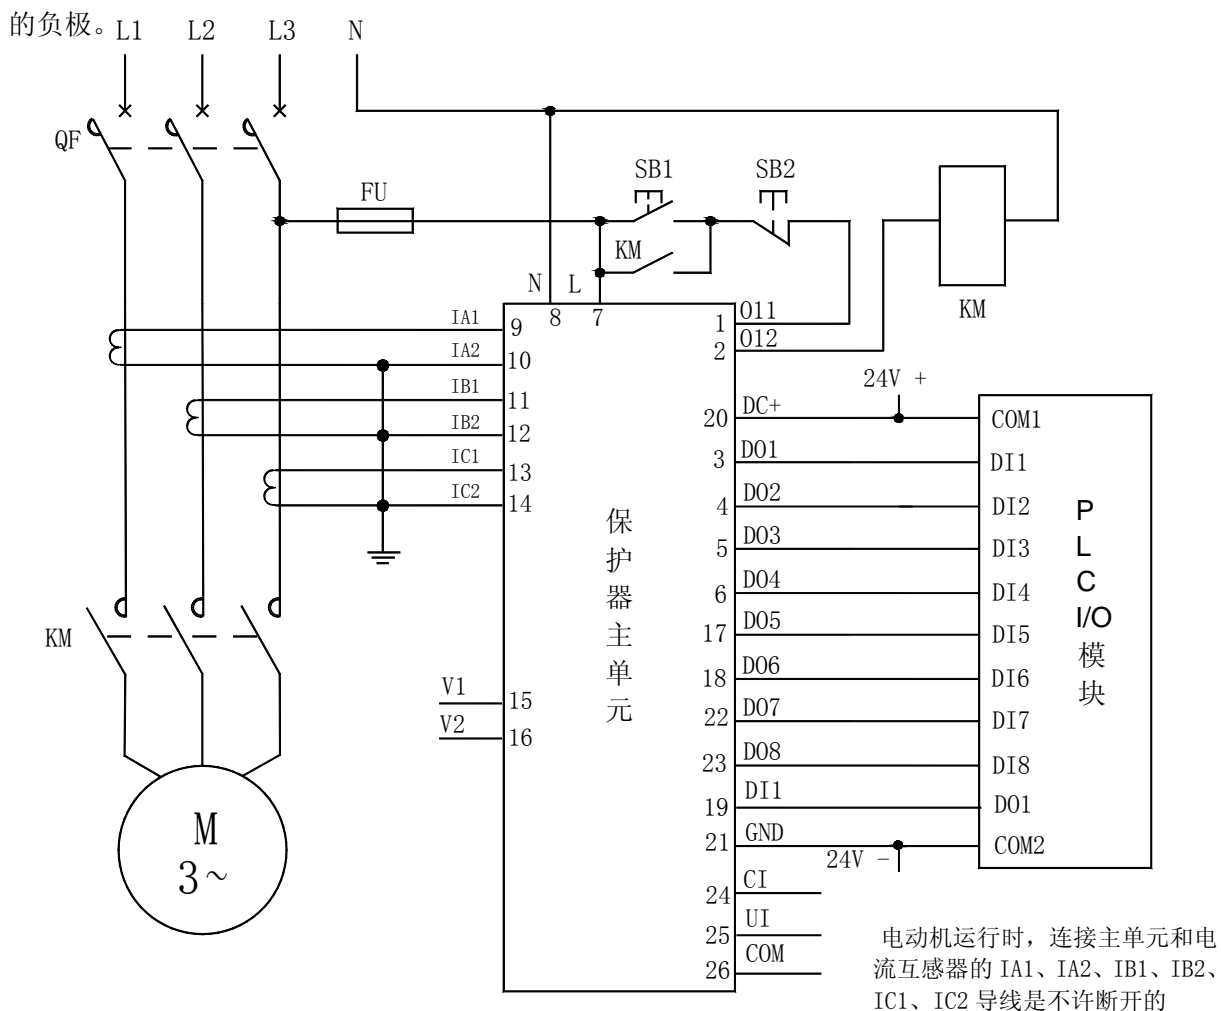 的负极。
L1 L2 L3 N
QF
FU
SB1 SB2
KM
KM
N L
8 7
IA1 9
IA2 10
IB1 11
IB2 12
IC1 13
IC2 14
KM
V1 15
V2 16
M
3~
保护器主单元
1 O11
2 O12
24V +
20 DC+ COM1
3 DO1 DI1
4 DO2 DI2
5 DO3 DI3
6 DO4 DI4
17 DO5 DI5
18 DO6 DI6
22 DO7 DI7
23 DO8 DI8
19 DI1 DO1
21 GND COM2
24V -
24 CI
25 UI
26 COM
P
L
C
I/O
模
块
电动机运行时，连接主单元和电
流互感器的 IA1、IA2、IB1、IB2、
IC1、IC2 导线是不许断开的